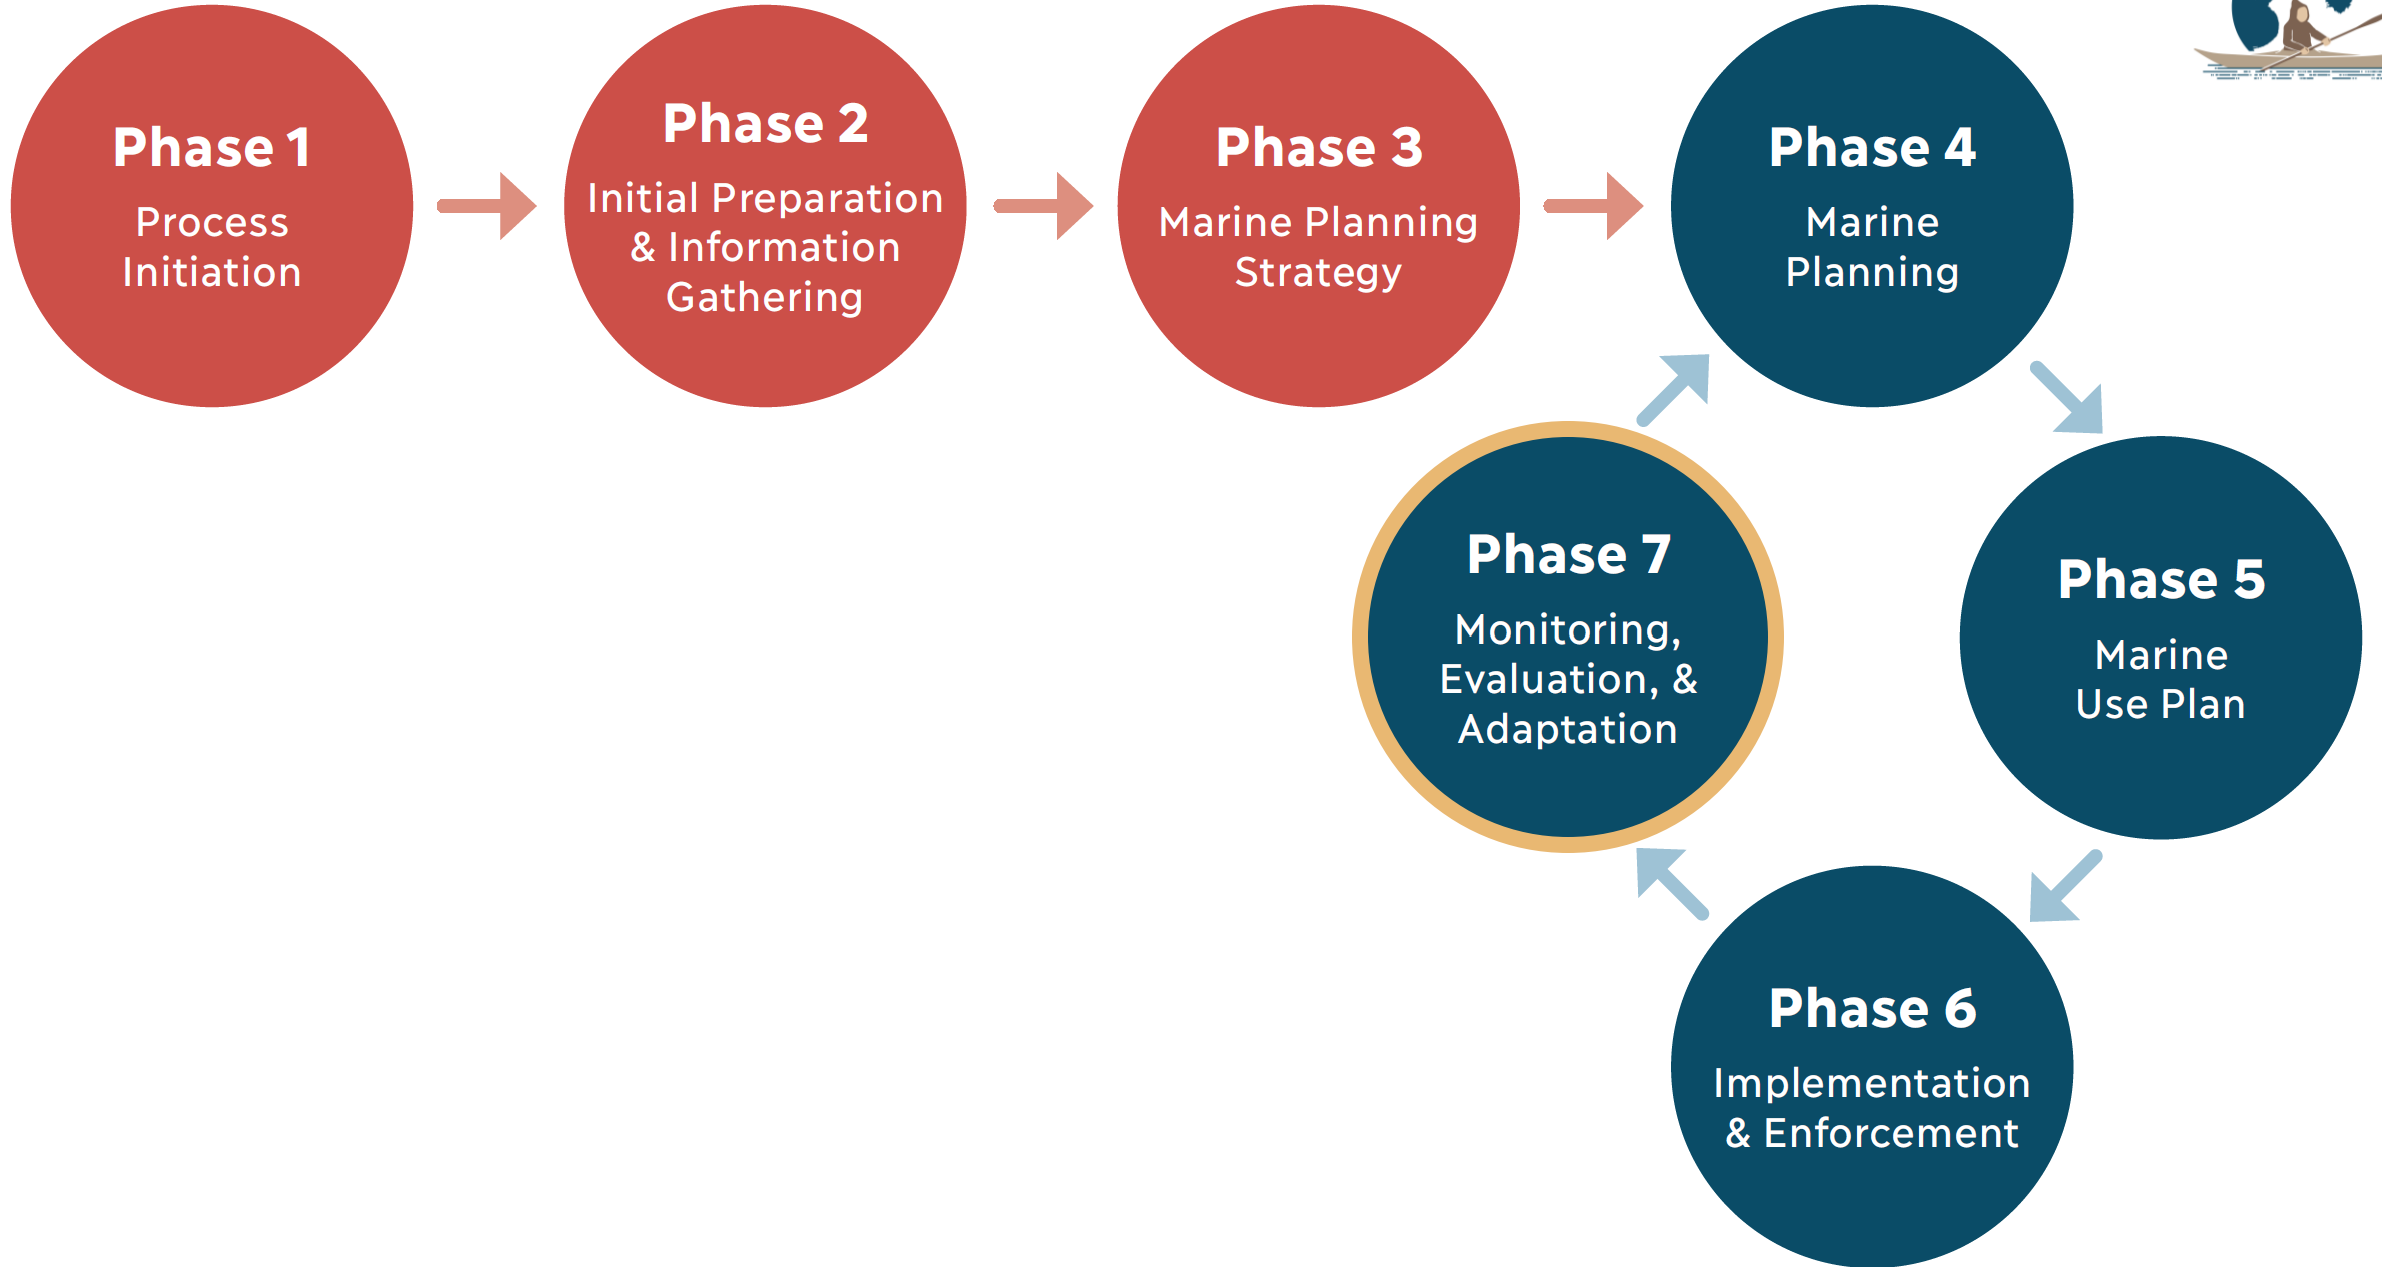 Phase 1
Process
Initiation
Phase 2
Initial Preparation
& Information
Gathering
Phase 3
Marine Planning
Strategy
Phase 4
Marine
Planning
Phase 5
Marine
Use Plan
Phase 6
Implementation
& Enforcement
Phase 7
Monitoring,
Evaluation, &
Adaptation